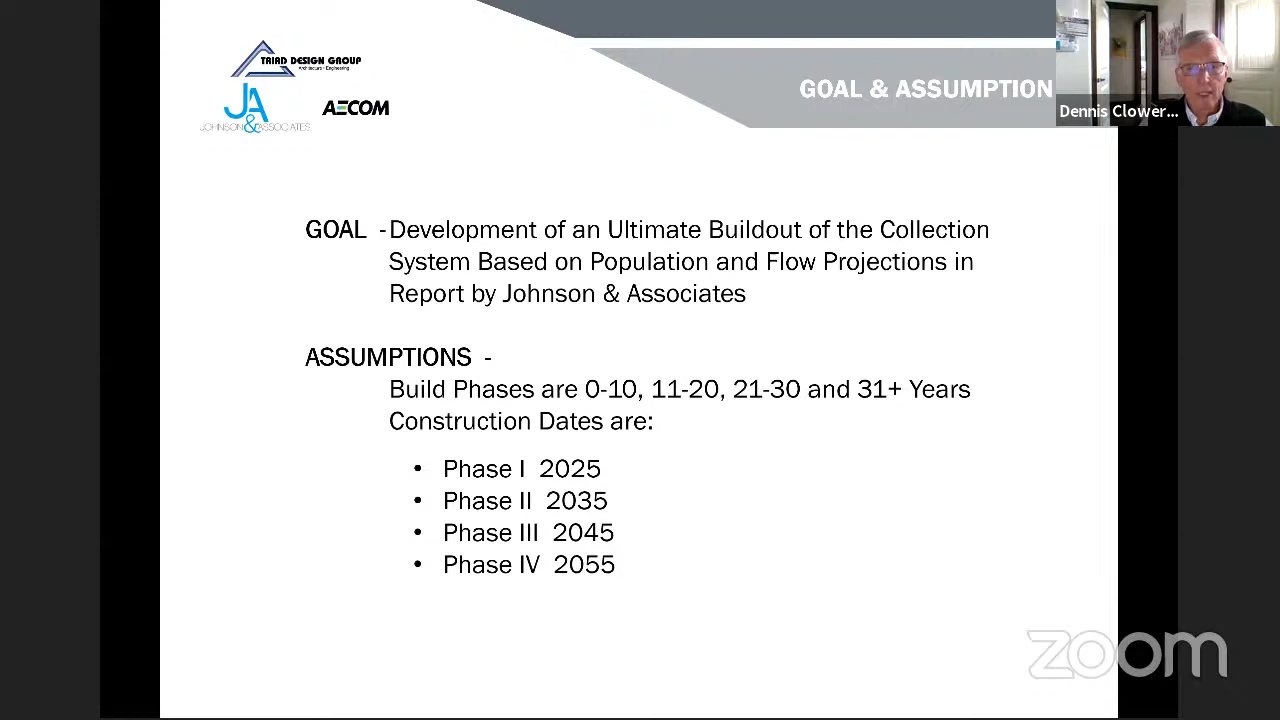 TRIAD DESIGN GROUP
Architecture • Engineering
JA
&
JOHNSON ASSOCIATES
AECOM
GOAL & ASSUMPTION
Dennis Clower...
GOAL - Development of an Ultimate Buildout of the Collection
System Based on Population and Flow Projections in
Report by Johnson & Associates
ASSUMPTIONS -
Build Phases are 0-10, 11-20, 21-30 and 31+ Years
Construction Dates are:
• Phase I 2025
• Phase II 2035
• Phase III 2045
• Phase IV 2055
zoom